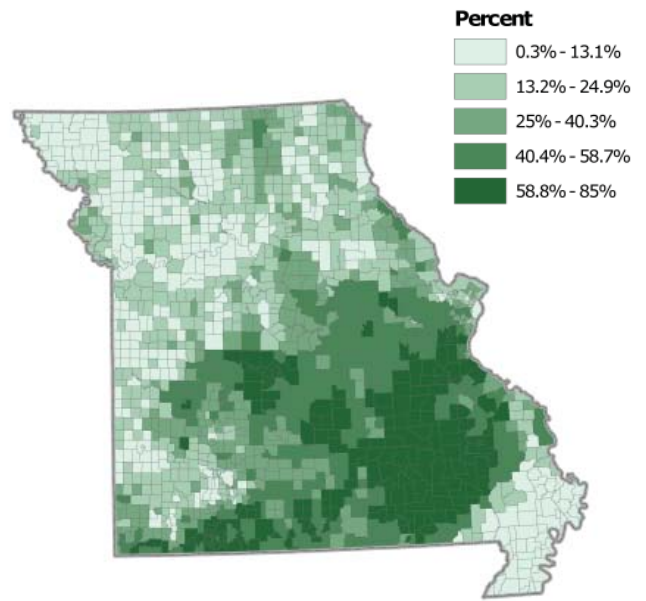 Percent
0.3% - 13.1%
13.2% - 24.9%
25% - 40.3%
40.4% - 58.7%
58.8% - 85%